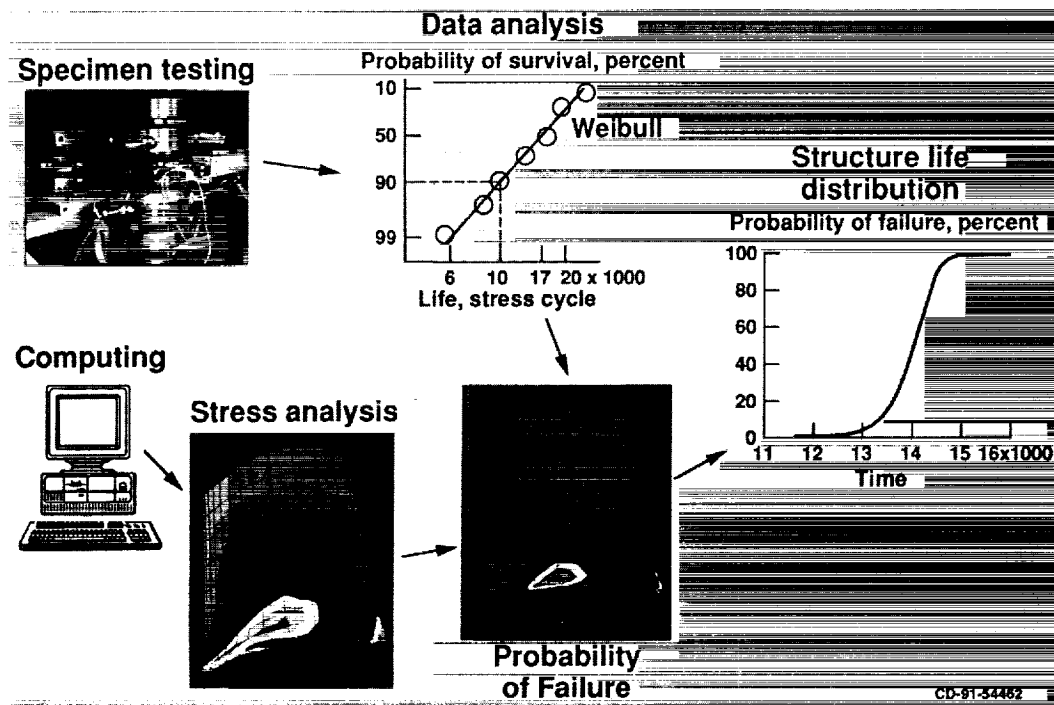 Data analysis
Specimen testing
Probability of survival, percent
10
50
90
99
Weibull
6 10 17 20 x 1000
Life, stress cycle
Structure life
distribution
Probability of failure, percent
100
80
60
40
20
0
11 12 13 14 15 16x1000
Time
Computing
Stress analysis
Probability
of Failure
CD-91-54462